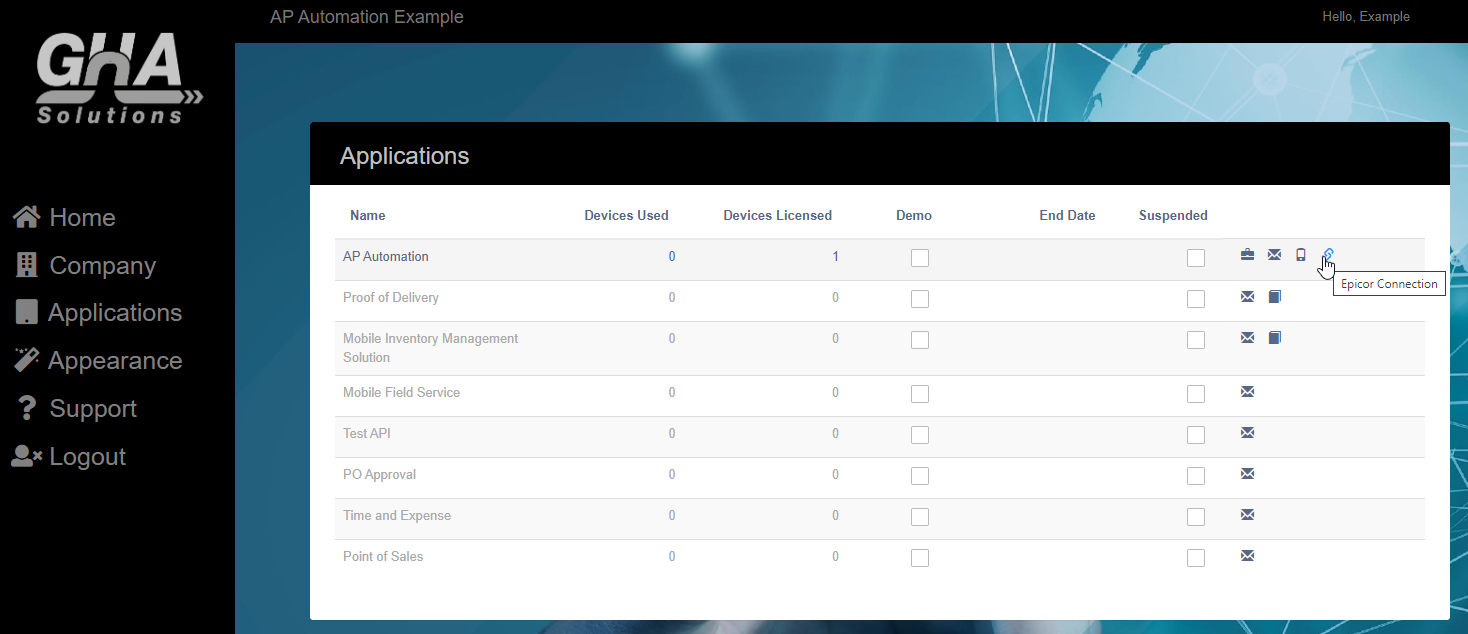 GHA
Solutions
AP Automation Example
Hello, Example
Home
Company
Applications
Appearance
Support
Logout
Applications
Name Devices Used Devices Licensed Demo End Date Suspended
AP Automation 0 1
Epicor Connection
Proof of Delivery 0 0
Mobile Inventory Management 0 0
Solution
Mobile Field Service 0 0
Test API 0 0
PO Approval 0 0
Time and Expense 0 0
Point of Sales 0 0